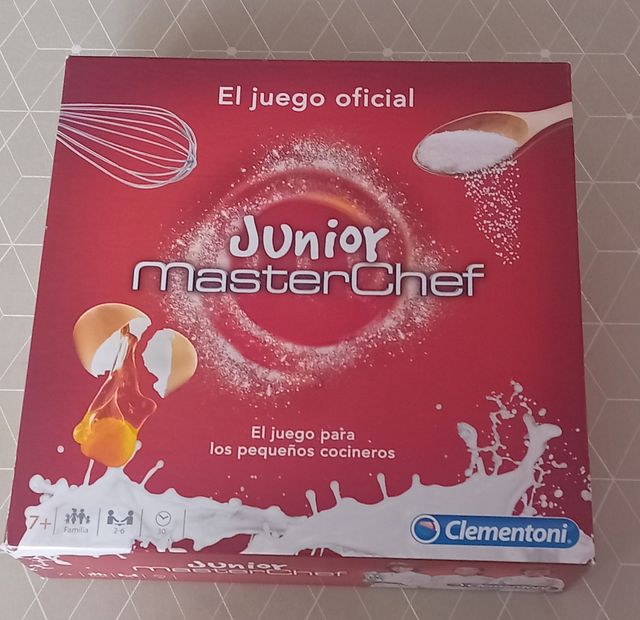 El juego oficial
Junior
MasterChef
El juego para
los pequeños cocineros
7+
Familia
2-6
30
Clementoni
Junior
MasterChef